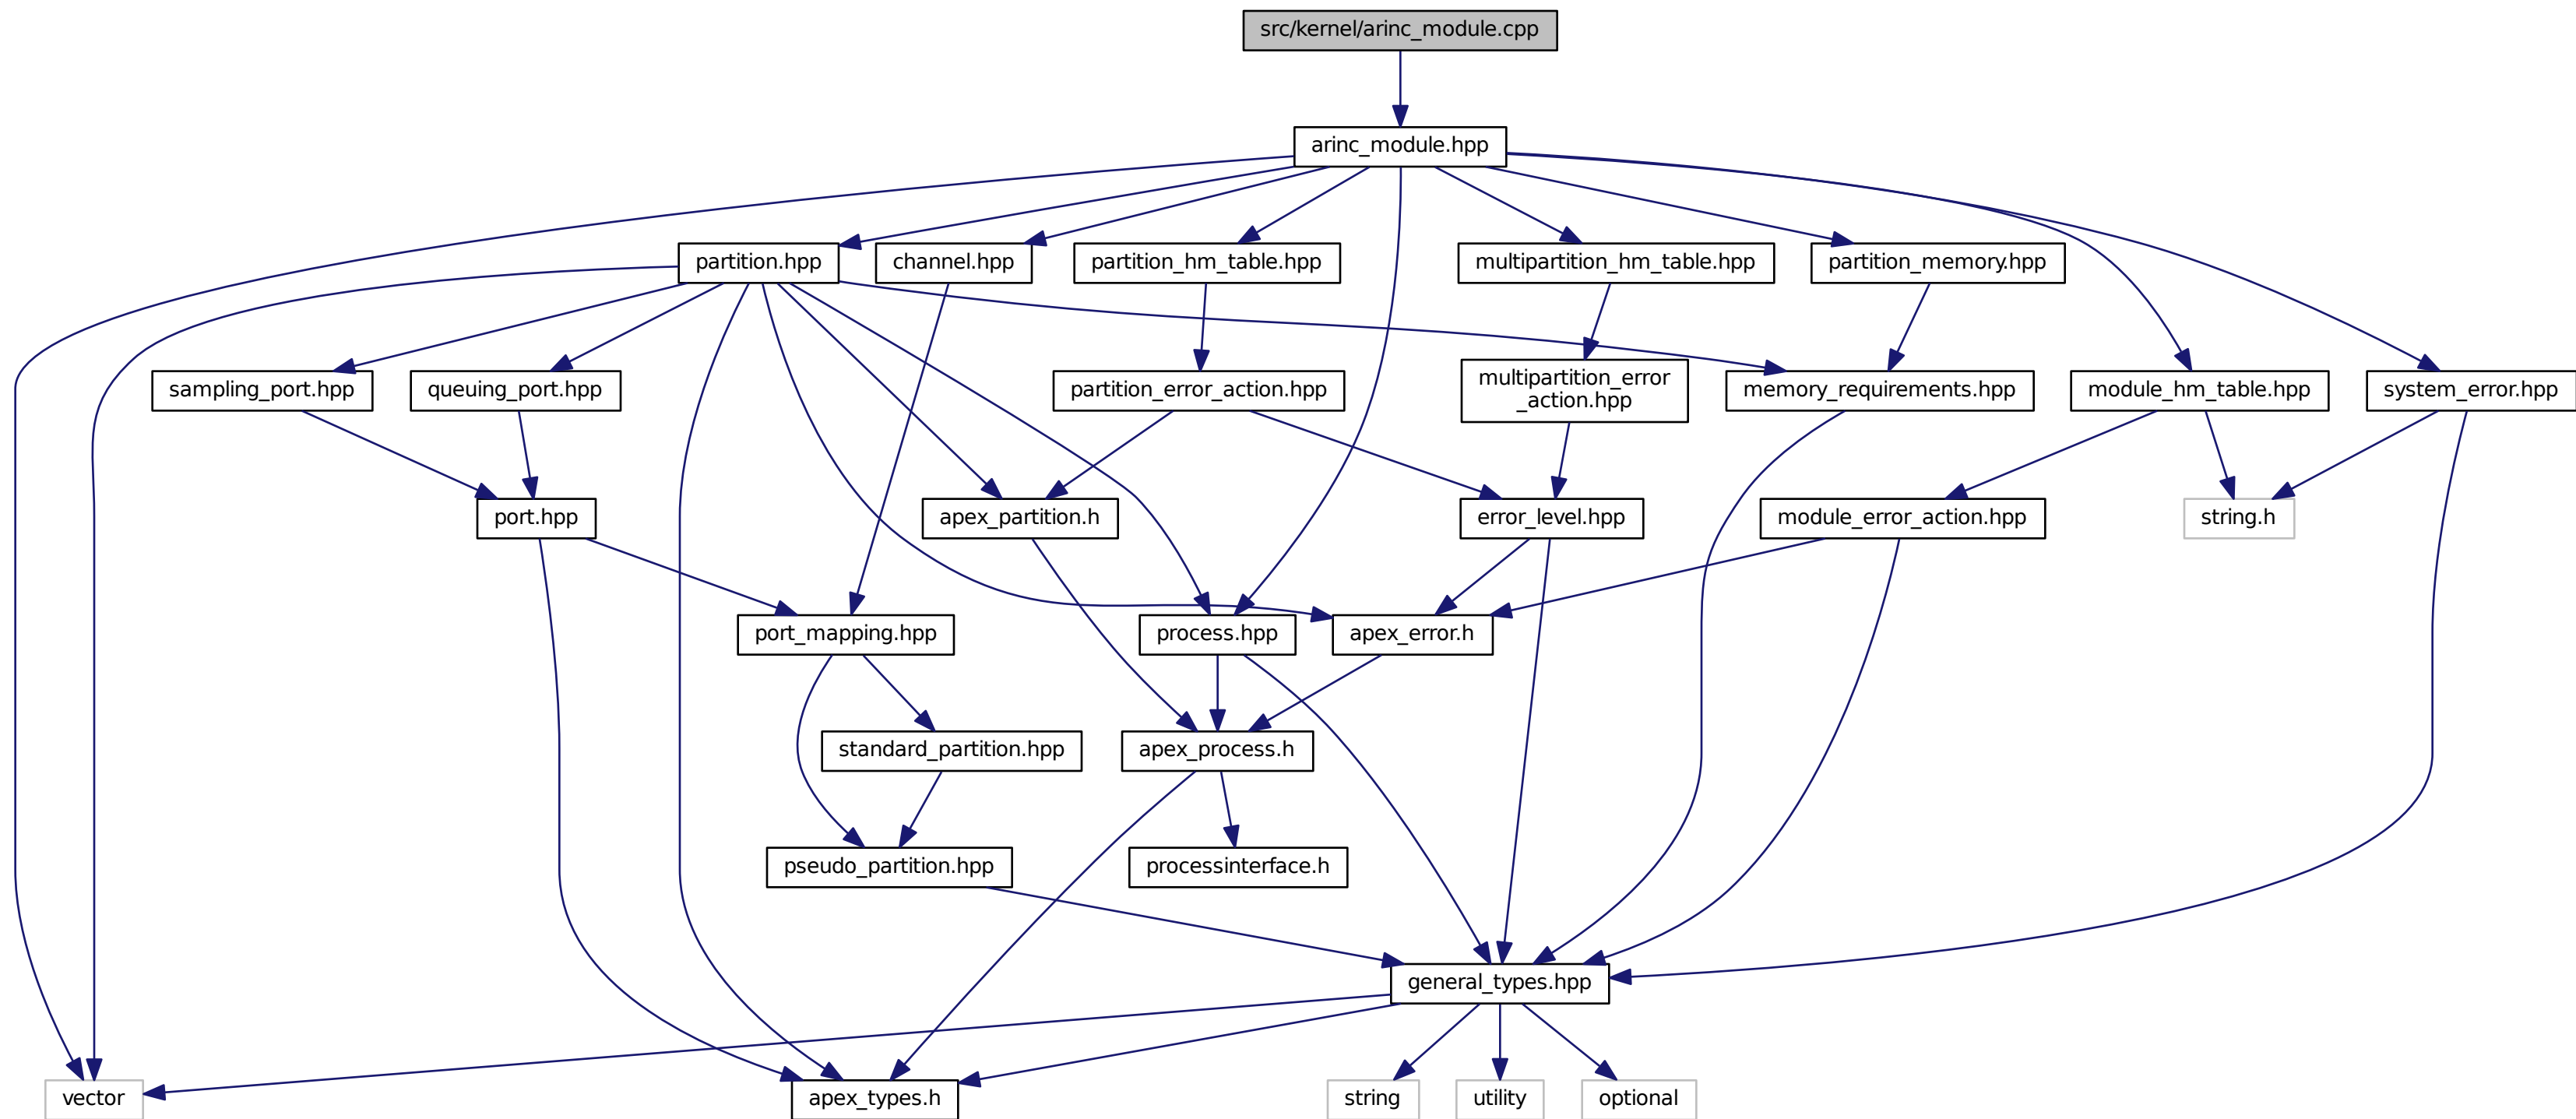 src/kernel/arinc_module.cpp
arinc_module.hpp
partition.hpp
channel.hpp
partition_hm_table.hpp
multipartition_hm_table.hpp
partition_memory.hpp
sampling_port.hpp
queuing_port.hpp
partition_error_action.hpp
multipartition_error
_action.hpp
memory_requirements.hpp
module_hm_table.hpp
system_error.hpp
port.hpp
apex_partition.h
error_level.hpp
module_error_action.hpp
string.h
port_mapping.hpp
process.hpp
apex_error.h
standard_partition.hpp
apex_process.h
pseudo_partition.hpp
processinterface.h
general_types.hpp
vector
apex_types.h
string
utility
optional